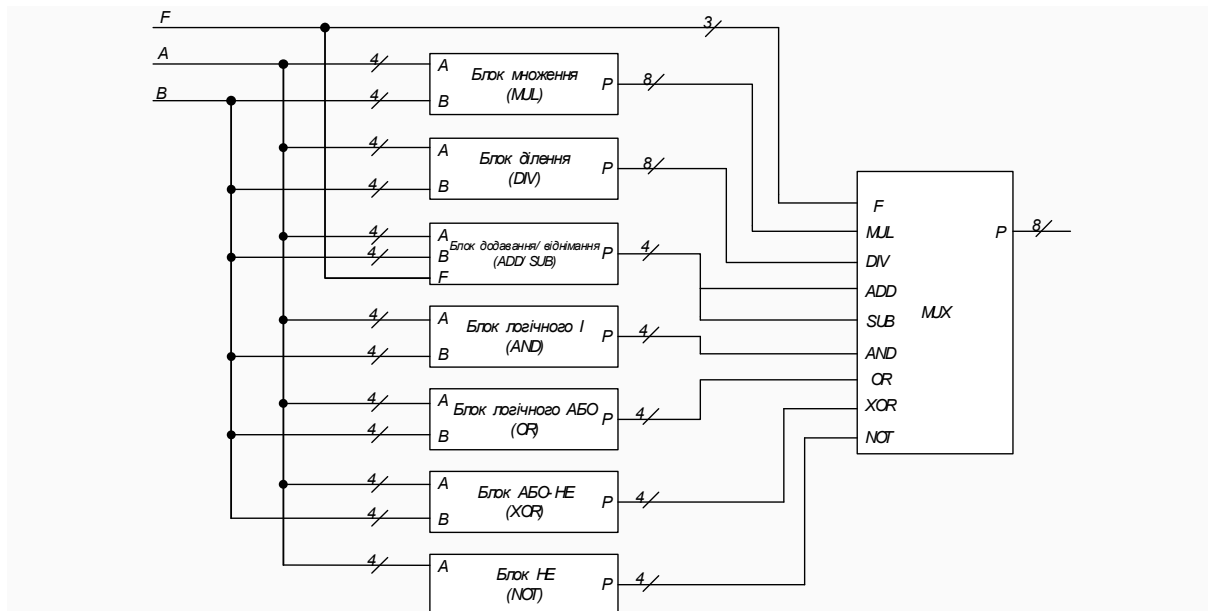 F
3
A
4
A
Блок множення
P
8
B
4
B
(MUL)
4
A
Блок ділення
P
8
4
B
(DIV)
F
4
A
MUL
P
8
4
B
Блок додавання/ віднімання
P
4
(ADD/ SUB)
F
DIV
ADD
SUB
MUX
4
A
Блок логічного І
P
4
AND
4
B
(AND)
OR
4
A
Блок логічного АБО
P
4
XOR
4
B
(OR)
NOT
4
A
Блок АБО-НЕ
P
4
4
B
(XOR)
4
A
Блок НЕ
P
4
(NOT)